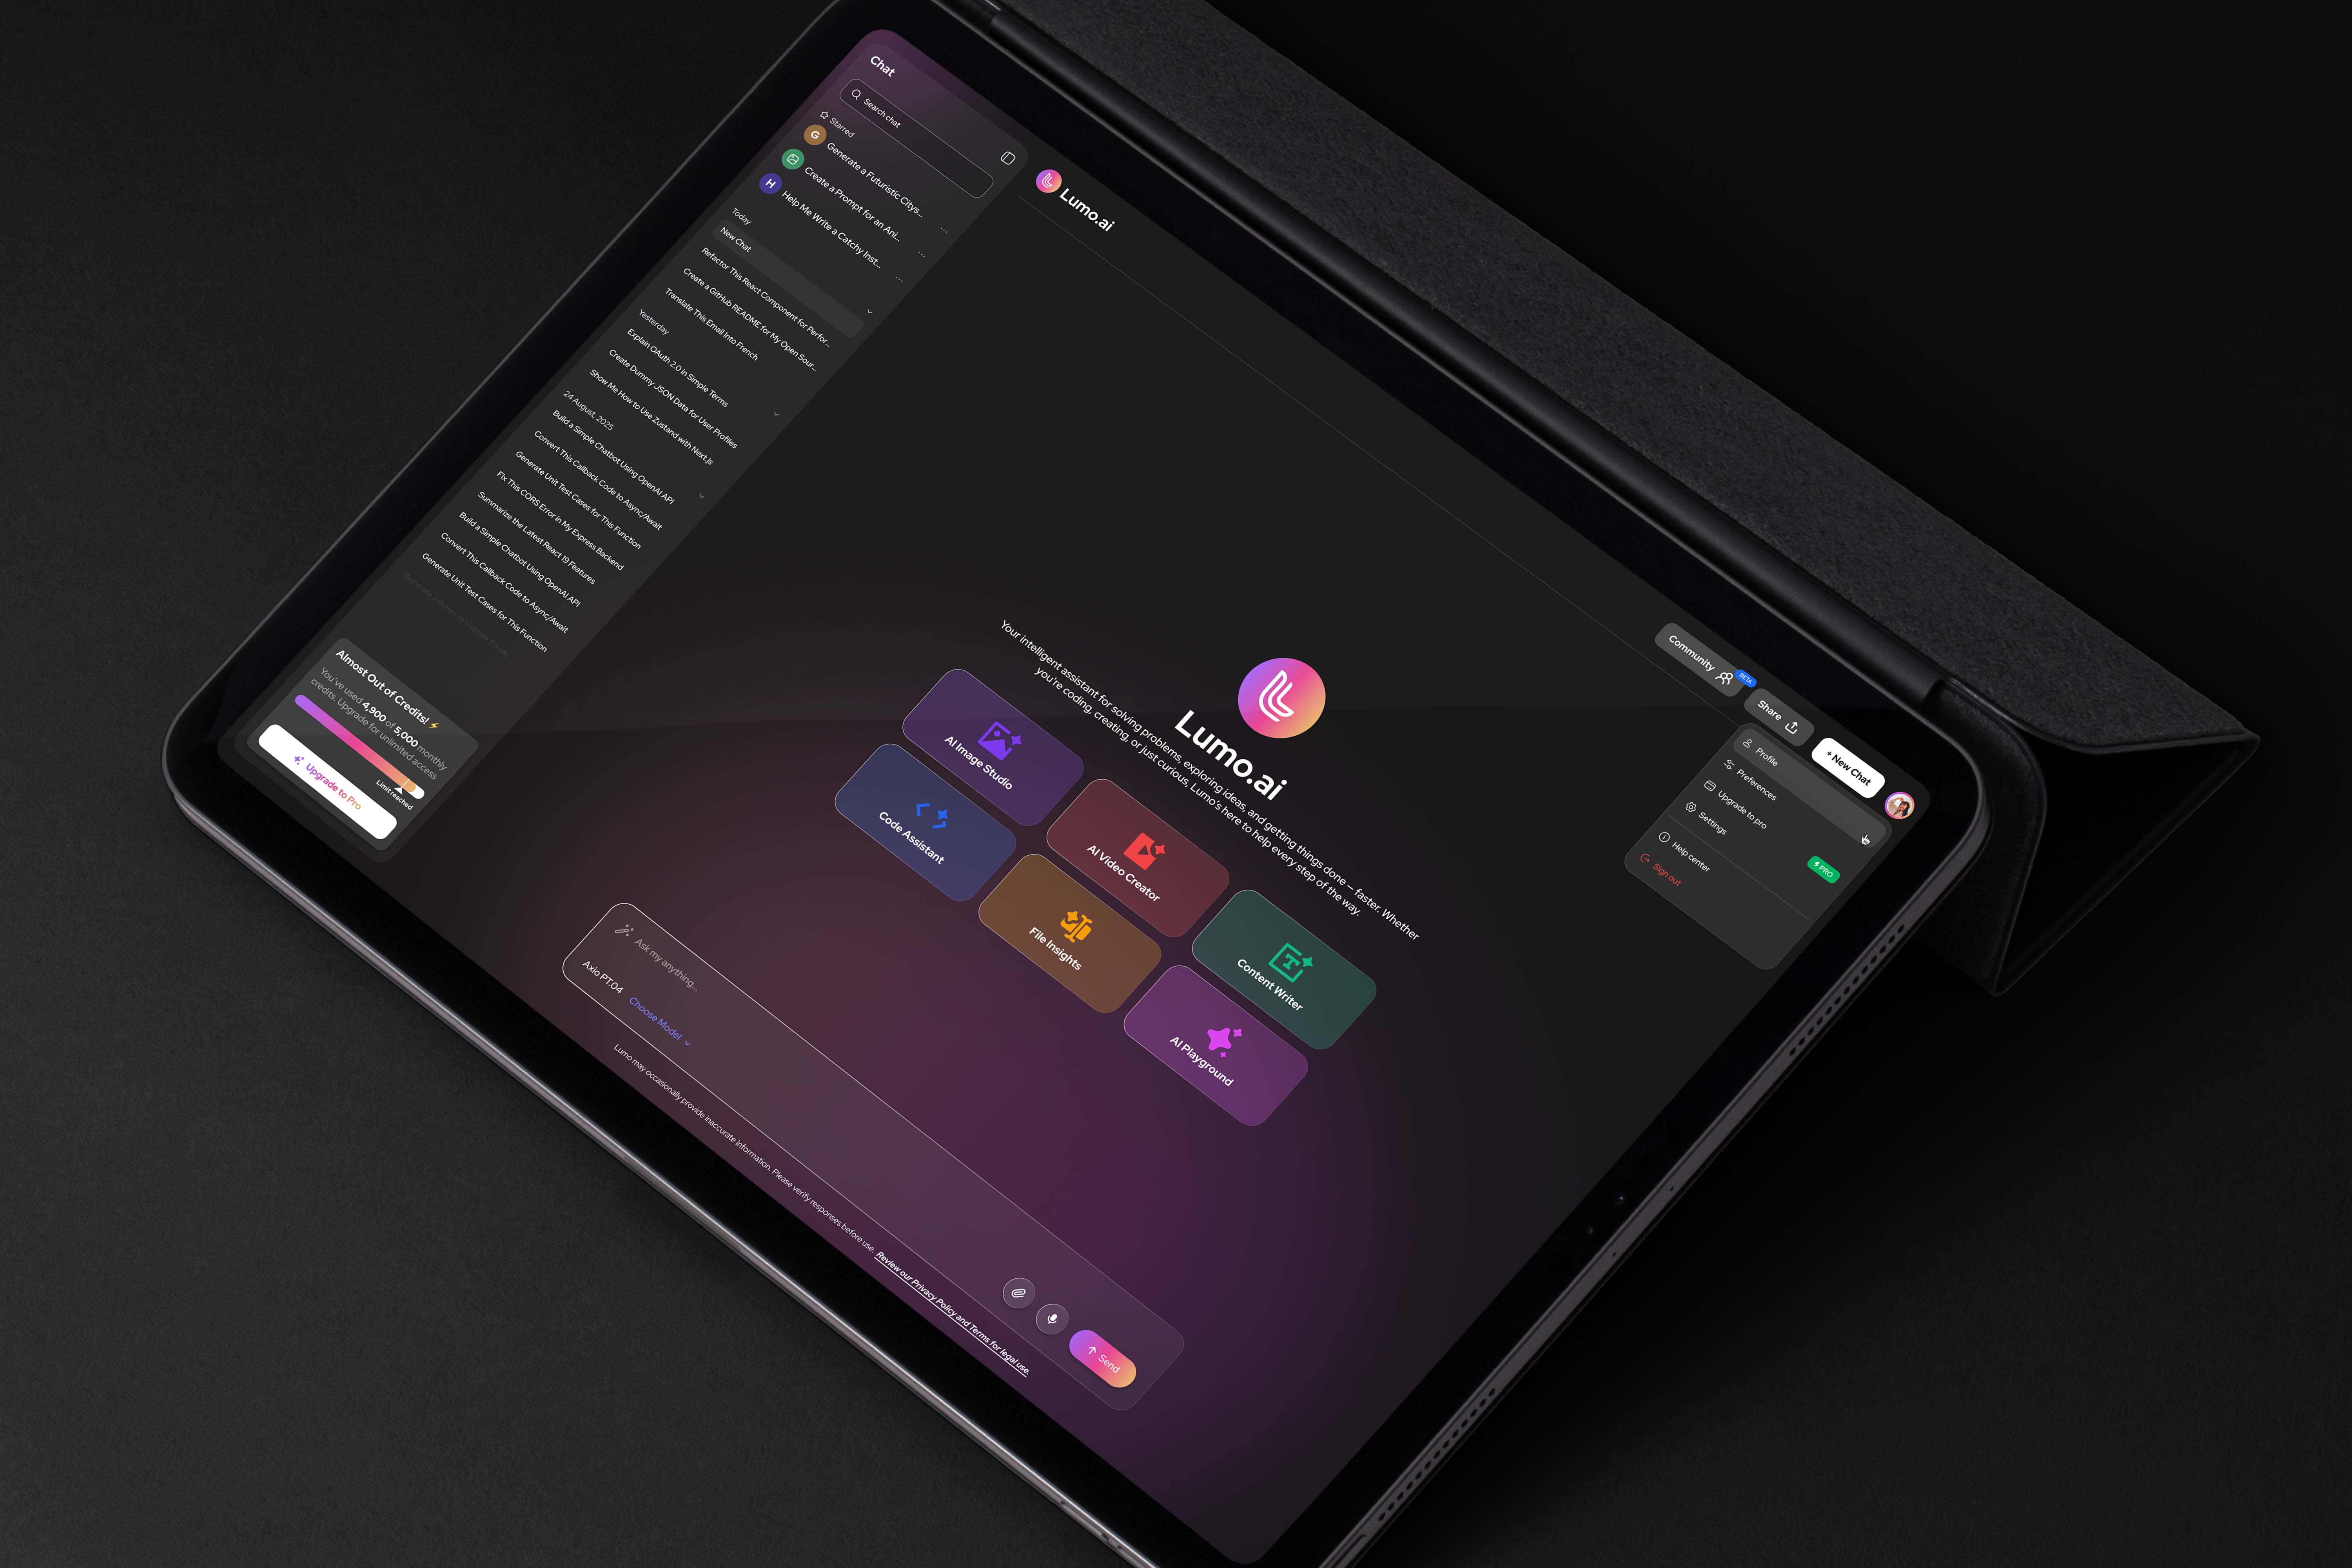 Chat
Search chat
Starred
G
Generate a Futuristic Citys...
Create a Prompt for an Ani...
H
Help Me Write a Catchy Inst...
Today
New Chat
Refactor This React Component for Perfor...
Create a GitHub README for My Open Sour...
Translate This Email Into French
Yesterday
Explain OAuth 2.0 in Simple Terms
Create Dummy JSON Data for User Profiles
Show Me How to Use Zustand with Next.js
24 August, 2025
Build a Simple Chatbot Using OpenAI API
Convert This Callback Code to Async/Await
Generate Unit Test Cases for This Function
Fix This CORS Error in My Express Backend
Summarize the Latest React 19 Features
Build a Simple Chatbot Using OpenAI API
Convert This Callback Code to Async/Await
Generate Unit Test Cases for This Function
Almost Out of Credits!⚡
You've used 4,900 of 5,000 monthly
credits. Upgrade for unlimited access
Limit reached
Upgrade to Pro
Lumo.ai
Community
BETA
Share
+ New Chat
Profile
Preferences
Upgrade to pro
PRO
Settings
Help center
Sign out
Lumo.ai
Your intelligent assistant for solving problems, exploring ideas, and getting things done — faster. Whether
you're coding, creating, or just curious, Lumo's here to help every step of the way.
AI Image Studio
AI Video Creator
Content Writer
Code Assistant
File Insights
AI Playground
Ask my anything...
Axio PT.04
Choose Model
Send
Lumo may occasionally provide inaccurate information. Please verify responses before use. Review our Privacy Policy and Terms for legal use.